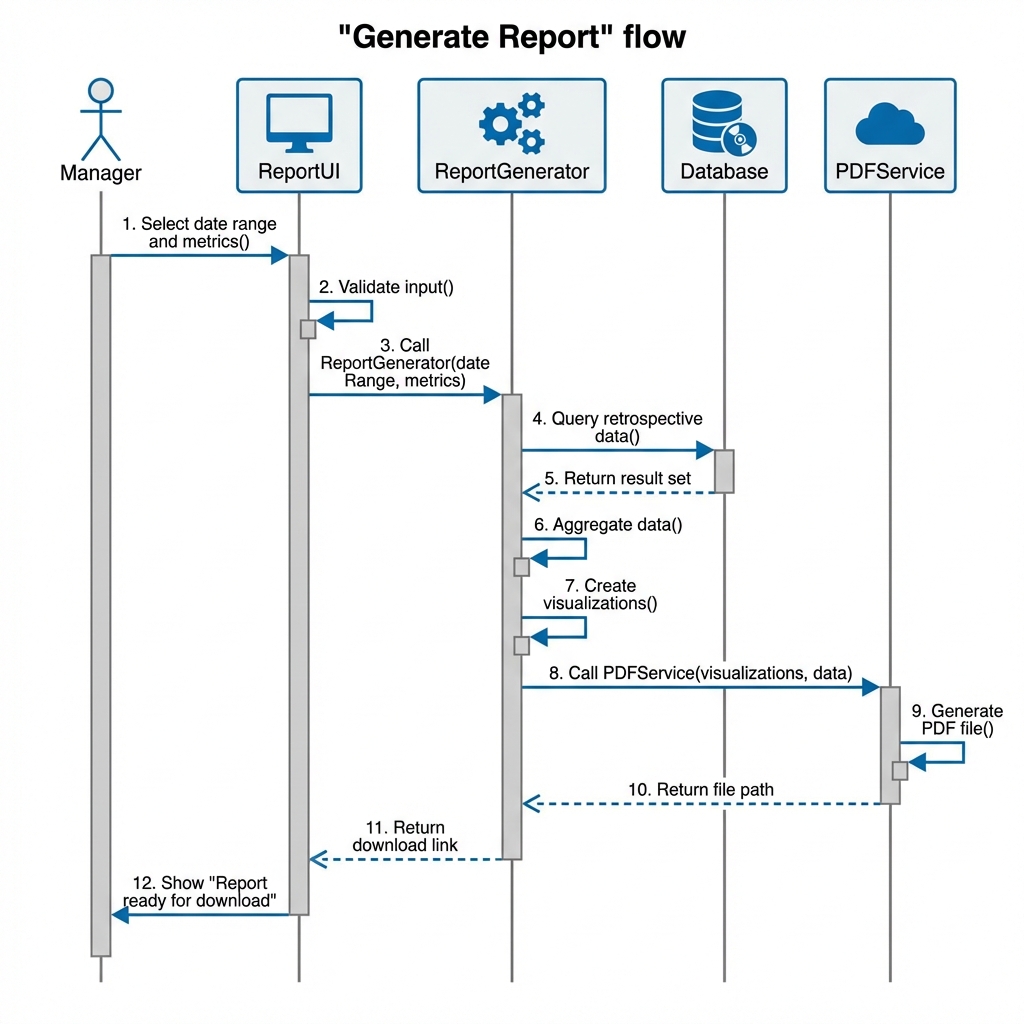 "Generate Report" flow
Manager
ReportUI
ReportGenerator
Database
PDFService
1. Select date range
and metrics()
2. Validate input()
3. Call
ReportGenerator(date
Range, metrics)
4. Query retrospective
data()
5. Return result set
6. Aggregate data()
7. Create
visualizations()
8. Call PDFService(visualizations, data)
9. Generate
PDF file()
10. Return file path
11. Return
download link
12. Show "Report
ready for download"